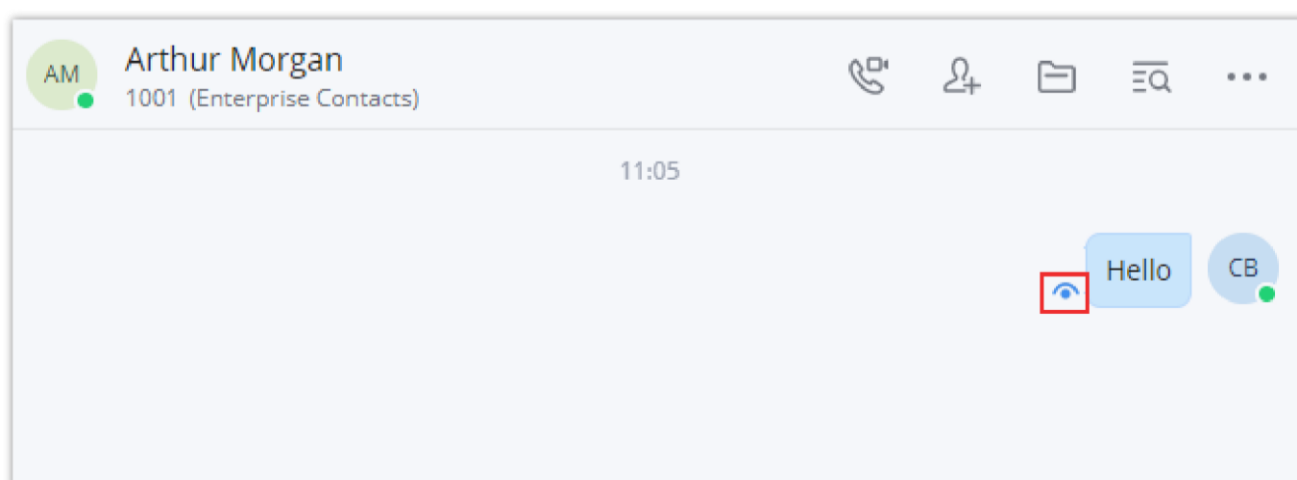 AM
Arthur Morgan
1001 (Enterprise Contacts)
11:05
Hello
CB